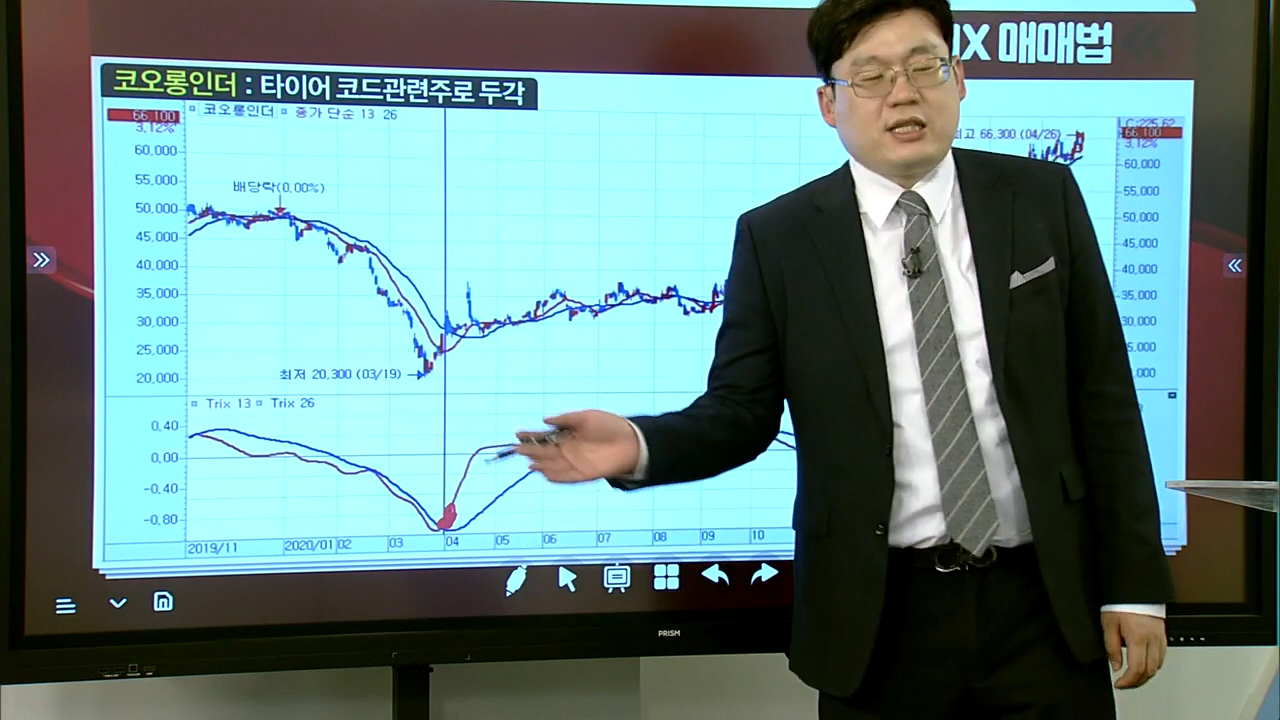 매매법
코오롱인더 : 타이어 코드관련주로 두각
코오롱인더 종가 단순 13 26
66,100
3.12%
60,000
55,000
50,000
45,000
40,000
35,000
30,000
25,000
20,000
배당락(0.00%)
최저 20,300 (03/19)
66,300 (04/26)
LC:225.62
66,100
3.12%
60,000
55,000
50,000
45,000
40,000
35,000
Trix 13 Trix 26
0.40
0.00
-0.40
-0.80
2019/11 2020/01 02 03 04 05 06 07 08 09 10
PRISM